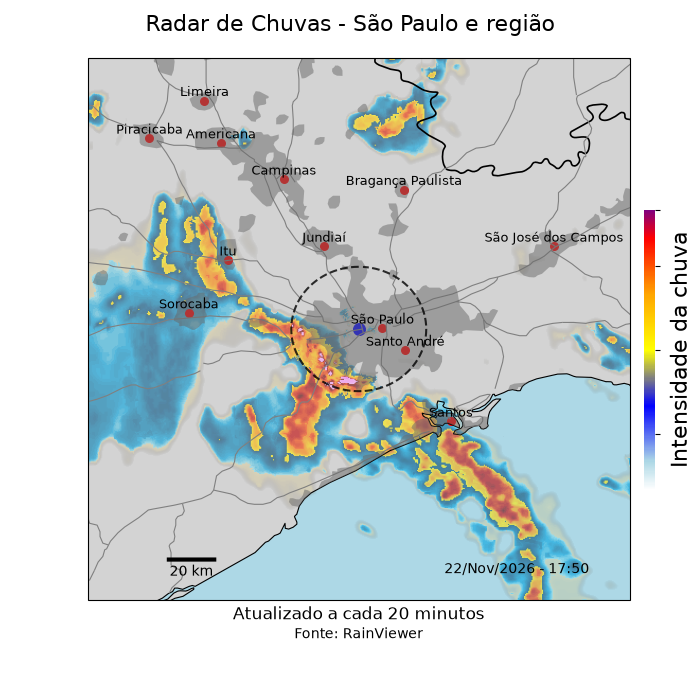 Radar de Chuvas - São Paulo e região
Limeira
Piracicaba
Americana
Campinas
Bragança Paulista
Jundiaí
São José dos Campos
Itu
Sorocaba
São Paulo
Santo André
Santos
Intensidade da chuva
20 km
22/Nov/2026 - 17:50
Atualizado a cada 20 minutos
Fonte: RainViewer